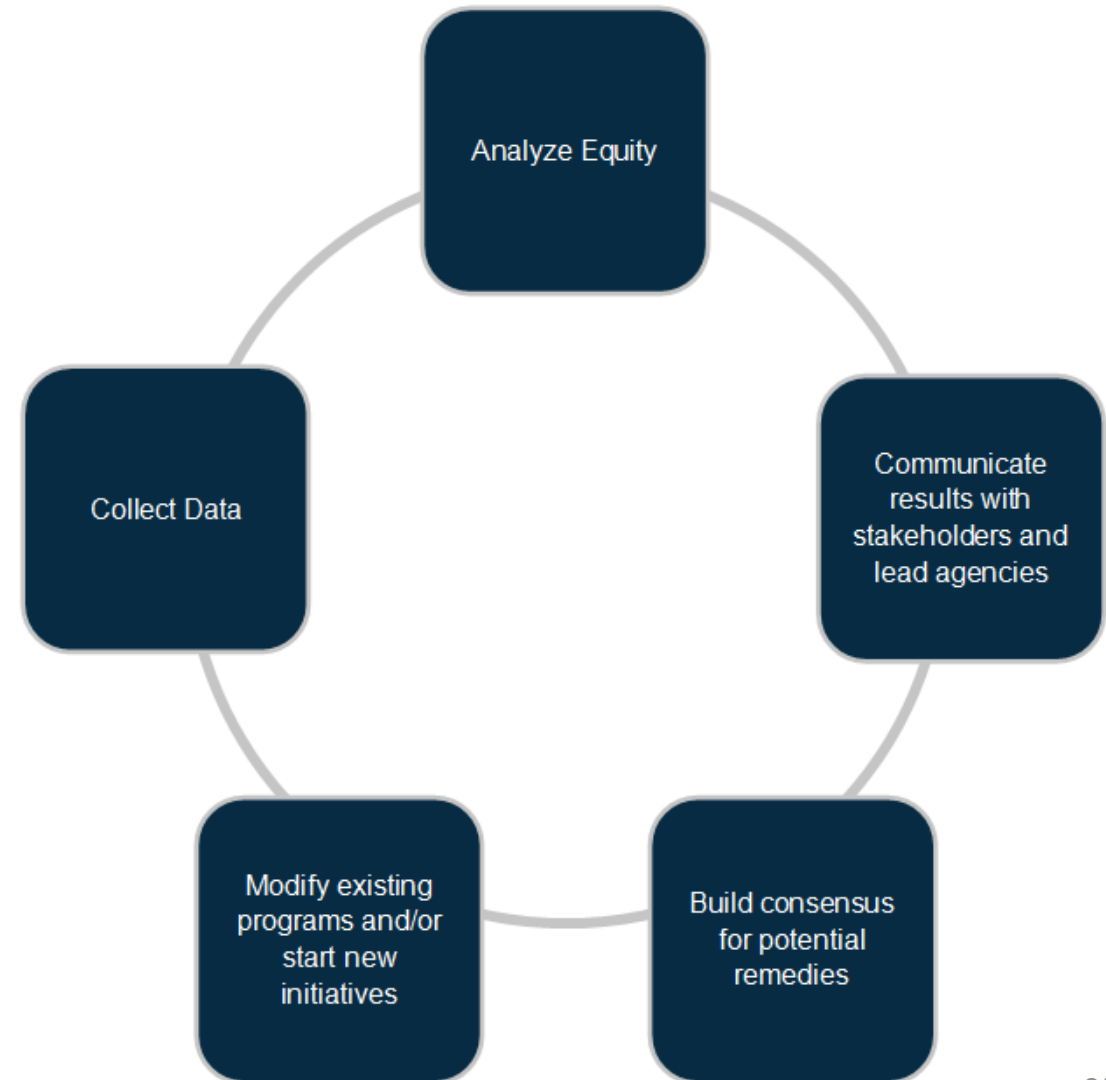 Analyze Equity
Communicate
results with
stakeholders and
lead agencies
Collect Data
Modify existing
programs and/or
start new
initiatives
Build consensus
for potential
remedies